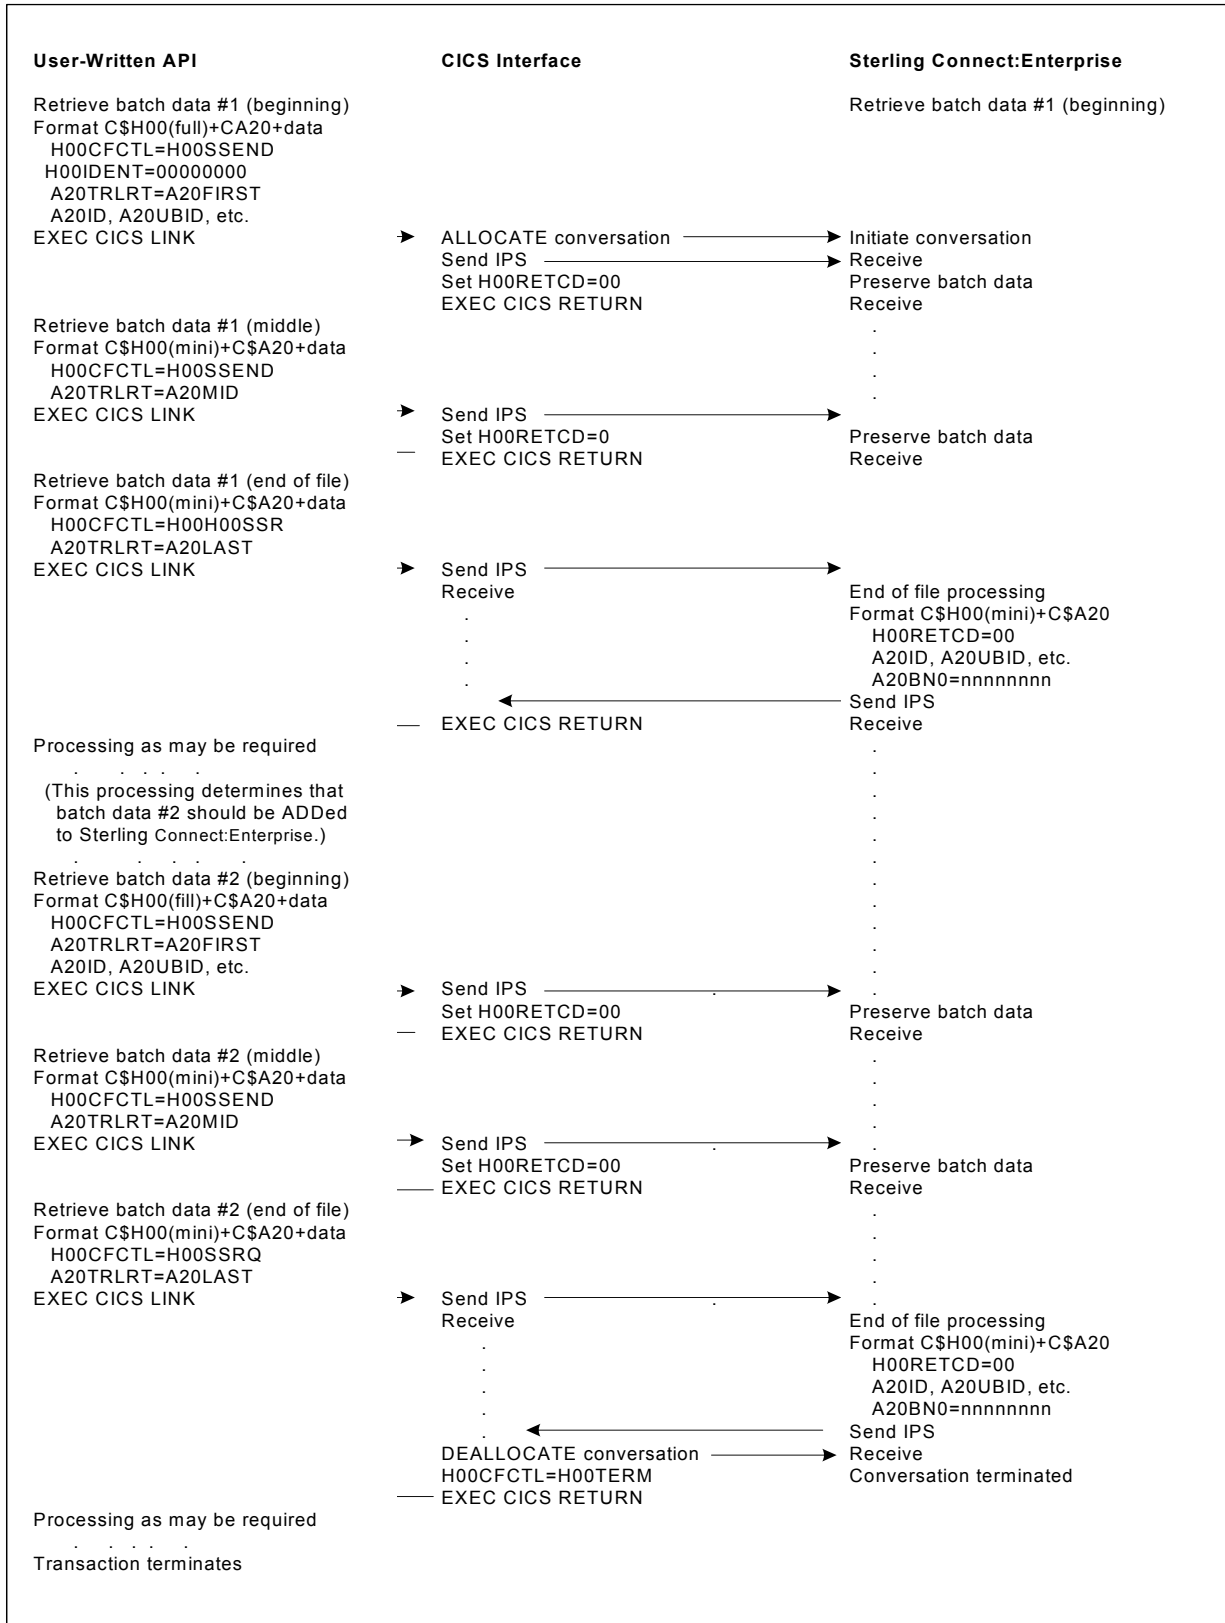 User-Written API CICS Interface Sterling Connect:Enterprise
Retrieve batch data #1 (beginning) Retrieve batch data #1 (beginning)
Format C$H00(full)+CA20+data
H00CFCTL=H00SSEND
H00IDENT=00000000
A20TRLRT=A20FIRST
A20ID, A20UBID, etc.
EXEC CICS LINK ALLOCATE conversation Initiate conversation
Send IPS Receive
Set H00RETCD=00 Preserve batch data
EXEC CICS RETURN Receive
Retrieve batch data #1 (middle) .
Format C$H00(mini)+C$A20+data .
H00CFCTL=H00SSEND .
A20TRLRT=A20MID .
EXEC CICS LINK Send IPS
Set H00RETCD=0 Preserve batch data
EXEC CICS RETURN Receive
Retrieve batch data #1 (end of file)
Format C$H00(mini)+C$A20+data
H00CFCTL=H00H00SSR
A20TRLRT=A20LAST
EXEC CICS LINK Send IPS
Receive End of file processing
. Format C$H00(mini)+C$A20
. H00RETCD=00
. A20ID, A20UBID, etc.
. A20BN0=nnnnnnnn
Send IPS
EXEC CICS RETURN Receive
Processing as may be required .
. . . . . .
(This processing determines that .
batch data #2 should be ADDed .
to Sterling Connect:Enterprise.) .
. . . . . .
Retrieve batch data #2 (beginning) .
Format C$H00(fill)+C$A20+data .
H00CFCTL=H00SSEND .
A20TRLRT=A20FIRST .
A20ID, A20UBID, etc. .
EXEC CICS LINK Send IPS . .
Set H00RETCD=00 Preserve batch data
EXEC CICS RETURN Receive
Retrieve batch data #2 (middle) .
Format C$H00(mini)+C$A20+data .
H00CFCTL=H00SSEND .
A20TRLRT=A20MID .
EXEC CICS LINK Send IPS . .
Set H00RETCD=00 Preserve batch data
EXEC CICS RETURN Receive
Retrieve batch data #2 (end of file) .
Format C$H00(mini)+C$A20+data .
H00CFCTL=H00SSRQ .
A20TRLRT=A20LAST .
EXEC CICS LINK Send IPS . .
Receive End of file processing
. Format C$H00(mini)+C$A20
. H00RETCD=00
. A20ID, A20UBID, etc.
. A20BN0=nnnnnnnn
. Send IPS
DEALLOCATE conversation Receive
H00CFCTL=H00TERM Conversation terminated
EXEC CICS RETURN
Processing as may be required
. . . . .
Transaction terminates